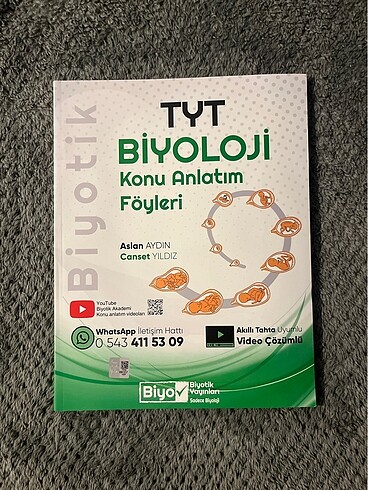 Biyotik
TYT
BİYOLOJİ
Konu Anlatım
Föyleri
Aslan AYDIN
Canset YILDIZ
YouTube
Biyotik Akademi
Konu anlatım videoları
WhatsApp İletişim Hattı
0 543 411 53 09
Akıllı Tahta Uyumlu
Video Çözümlü
Biyo
Biyotik
Yayınları
Sadece Biyoloji